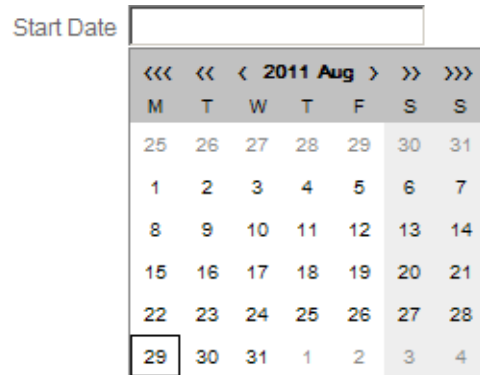 Start Date
‹‹‹ ‹‹ ‹ 2011 Aug › ›› ›››
M T W T F S S
25 26 27 28 29 30 31
1 2 3 4 5 6 7
8 9 10 11 12 13 14
15 16 17 18 19 20 21
22 23 24 25 26 27 28
29 30 31 1 2 3 4